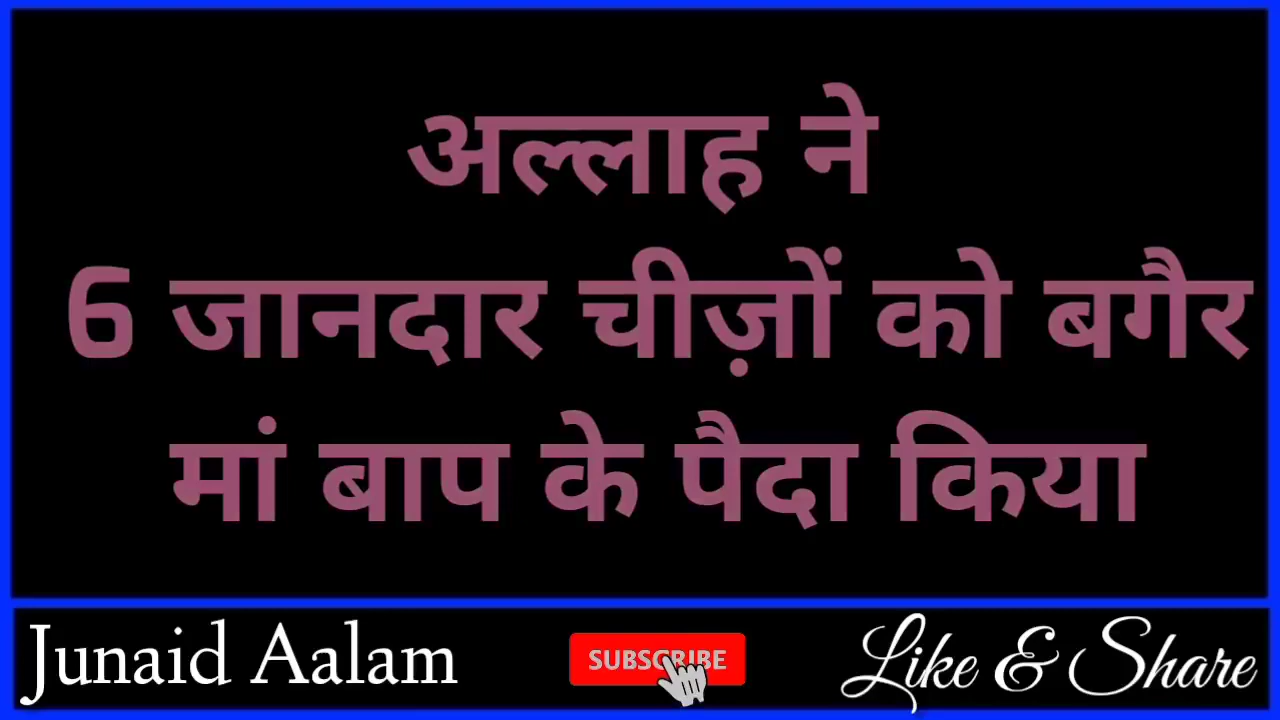 अल्लाह ने
6 जानदार चीज़ों को बगैर
मां बाप के पैदा किया
Junaid Aalam
SUBSCRIBE
Like & Share